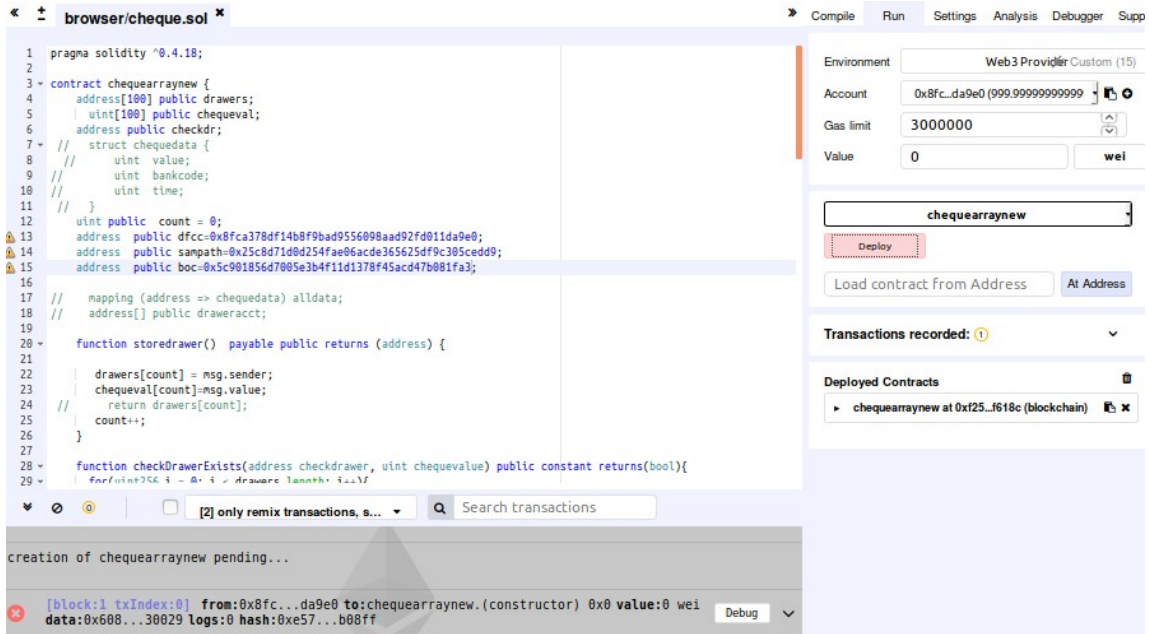 browser/cheque.sol
Compile Run Settings Analysis Debugger Supp
1 pragma solidity ^0.4.18;
2
3 contract chequearraynew {
4 address[100] public drawers;
5 uint[100] public chequeval;
6 address public checkdr;
7 // struct chequedata {
8 // uint value;
9 // uint bankcode;
10 // uint time;
11 // }
12 uint public count = 0;
13 address public dfcc=0x8fca378df14b8f9bad9556098aad92fd011da9e0;
14 address public sampath=0x25c8d71d0d254fae06acde365625df9c305cedd9;
15 address public boc=0x5c901856d7005e3b4f11d1378f45acd47b081fa3;
16
17 // mapping (address => chequedata) alldata;
18 // address[] public draweracct;
19
20 function storedrawer() payable public returns (address) {
21
22 drawers[count] = msg.sender;
23 chequeval[count]=msg.value;
24 // return drawers[count];
25 count++;
26 }
27
28 function checkDrawerExists(address checkdrawer, uint chequevalue) public constant returns(bool){
29 for(uint256 i = 0; i < drawers.length; i++){
0
[2] only remix transactions, s...
Search transactions
creation of chequearraynew pending...
[block:1 txIndex:0] from:0x8fc...da9e0 to:chequearraynew.(constructor) 0x0 value:0 wei
data:0x608...30029 logs:0 hash:0xe57...b08ff
Debug
Environment
Web3 Provider Custom (15)
Account
0x8fc...da9e0 (999.99999999999
Gas limit
3000000
Value
0
wei
chequearraynew
Deploy
Load contract from Address
At Address
Transactions recorded: 1
Deployed Contracts
chequearraynew at 0xf25...f618c (blockchain)